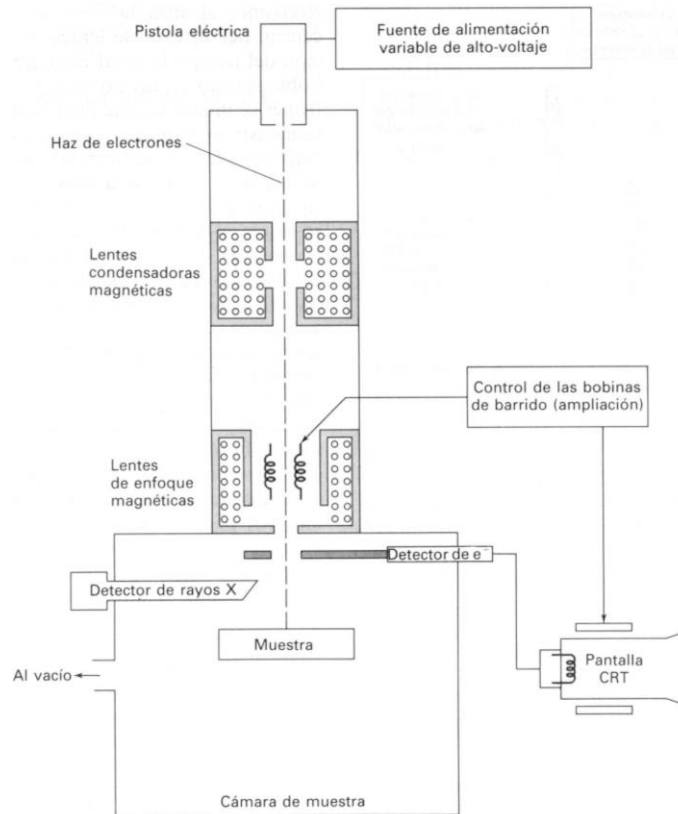 Pistola eléctrica
Fuente de alimentación
variable de alto-voltaje
Haz de electrones
Lentes
condensadoras
magnéticas
Control de las bobinas
de barrido (ampliación)
Lentes
de enfoque
magnéticas
Detector de e⁻
Detector de rayos X
Muestra
Pantalla
CRT
Al vacío
Cámara de muestra